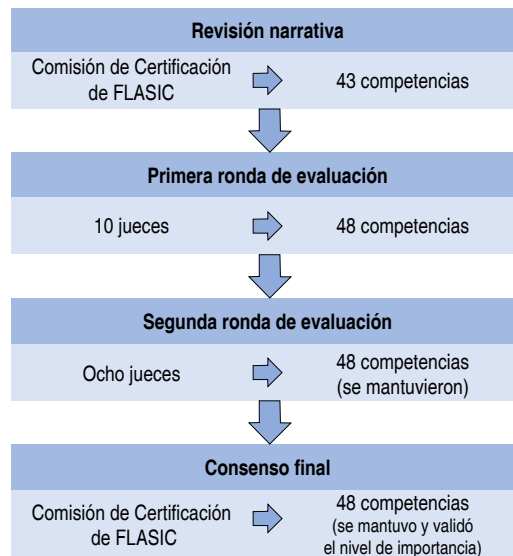 Revisión narrativa
Comisión de Certificación
de FLASIC
43 competencias
Primera ronda de evaluación
10 jueces
48 competencias
Segunda ronda de evaluación
Ocho jueces
48 competencias
(se mantuvieron)
Consenso final
Comisión de Certificación
de FLASIC
48 competencias
(se mantuvo y validó
el nivel de importancia)